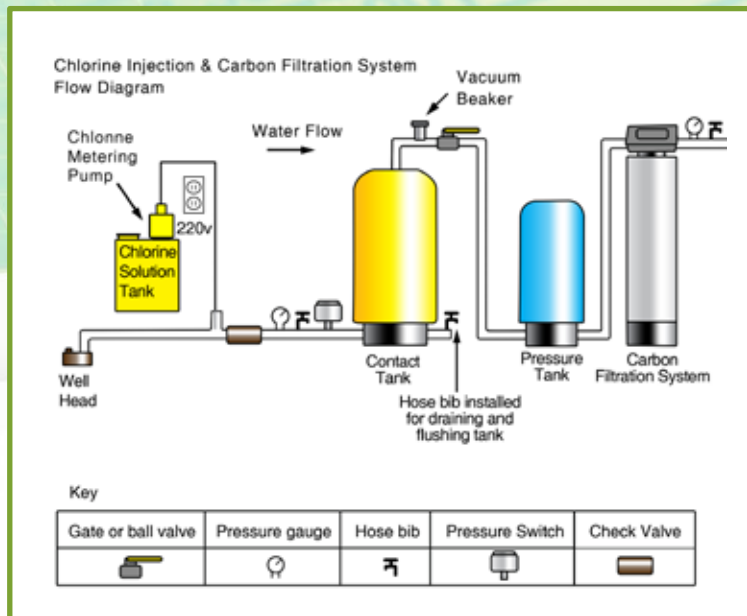 Chlorine Injection & Carbon Filtration System
Flow Diagram
Vacuum
Beaker
Water Flow
Chlonne
Metering
Pump
220v
Chlorine
Solution
Tank
Well
Head
Contact
Tank
Pressure
Tank
Carbon
Filtration System
Hose bib installed
for draining and
flushing tank
Key
Gate or ball valve
Pressure gauge
Hose bib
Pressure Switch
Check Valve